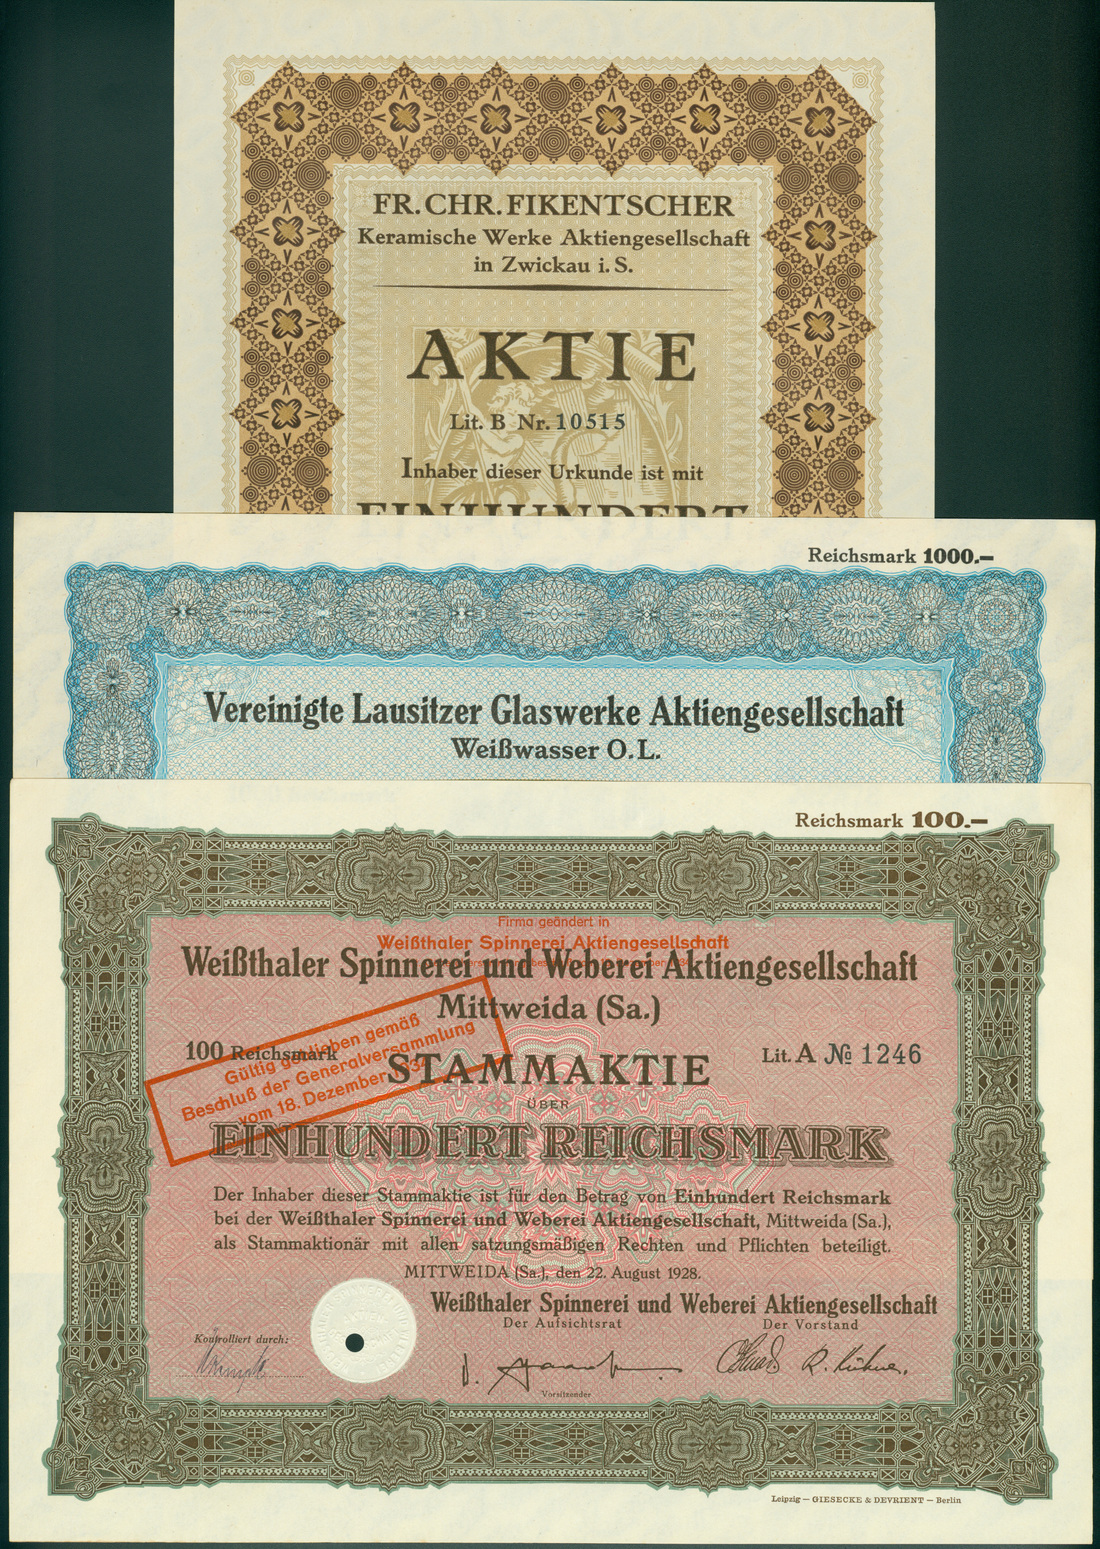 FR. CHR. FIKENTSCHER
Keramische Werke Aktiengesellschaft
in Zwickau i. S.
AKTIE
Lit. B Nr. 10515
Inhaber dieser Urkunde ist mit
EINHUNDERT
Reichsmark 1000.–
Vereinigte Lausitzer Glaswerke Aktiengesellschaft
Weißwasser O. L.
Reichsmark 100.–
Firma geändert in
Weißthaler Spinnerei Aktiengesellschaft
Weißthaler Spinnerei und Weberei Aktiengesellschaft
Mittweida (Sa.)
Gültig geblieben gemäß
Beschluß der Generalversammlung
vom 18. Dezember
100 Reichsmark
STAMMAKTIE
Lit. A № 1246
ÜBER
EINHUNDERT REICHSMARK
Der Inhaber dieser Stammaktie ist für den Betrag von Einhundert Reichsmark
bei der Weißthaler Spinnerei und Weberei Aktiengesellschaft, Mittweida (Sa.),
als Stammaktionär mit allen satzungsmäßigen Rechten und Pflichten beteiligt.
MITTWEIDA (Sa.), den 22. August 1928.
Weißthaler Spinnerei und Weberei Aktiengesellschaft
Der Aufsichtsrat Der Vorstand
Kontrolliert durch:
R. Kühne.
Vorsitzender
Leipzig — GIESECKE & DEVRIENT — Berlin